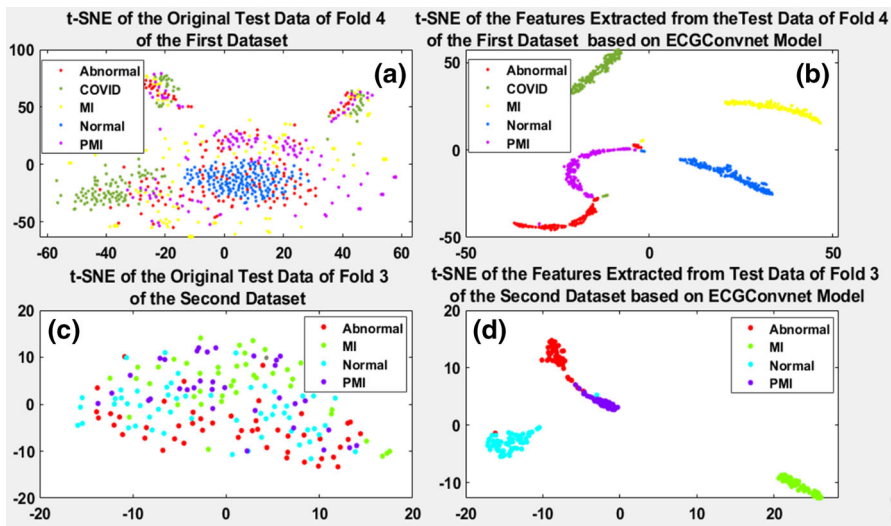 t-SNE of the Original Test Data of Fold 4
of the First Dataset
(a)
Abnormal
COVID
MI
Normal
PMI
100
50
0
-50
-60
-40
-20
0
20
40
60
t-SNE of the Features Extracted from theTest Data of Fold 4
of the First Dataset based on ECGConvnet Model
(b)
Abnormal
COVID
MI
Normal
PMI
50
0
-50
-50
0
50
t-SNE of the Original Test Data of Fold 3
of the Second Dataset
(c)
Abnormal
MI
Normal
PMI
20
10
0
-10
-20
-20
-10
0
10
20
t-SNE of the Features Extracted from Test Data of Fold 3
of the Second Dataset based on ECGConvnet Model
(d)
Abnormal
MI
Normal
PMI
20
10
0
-10
-20
-10
0
10
20